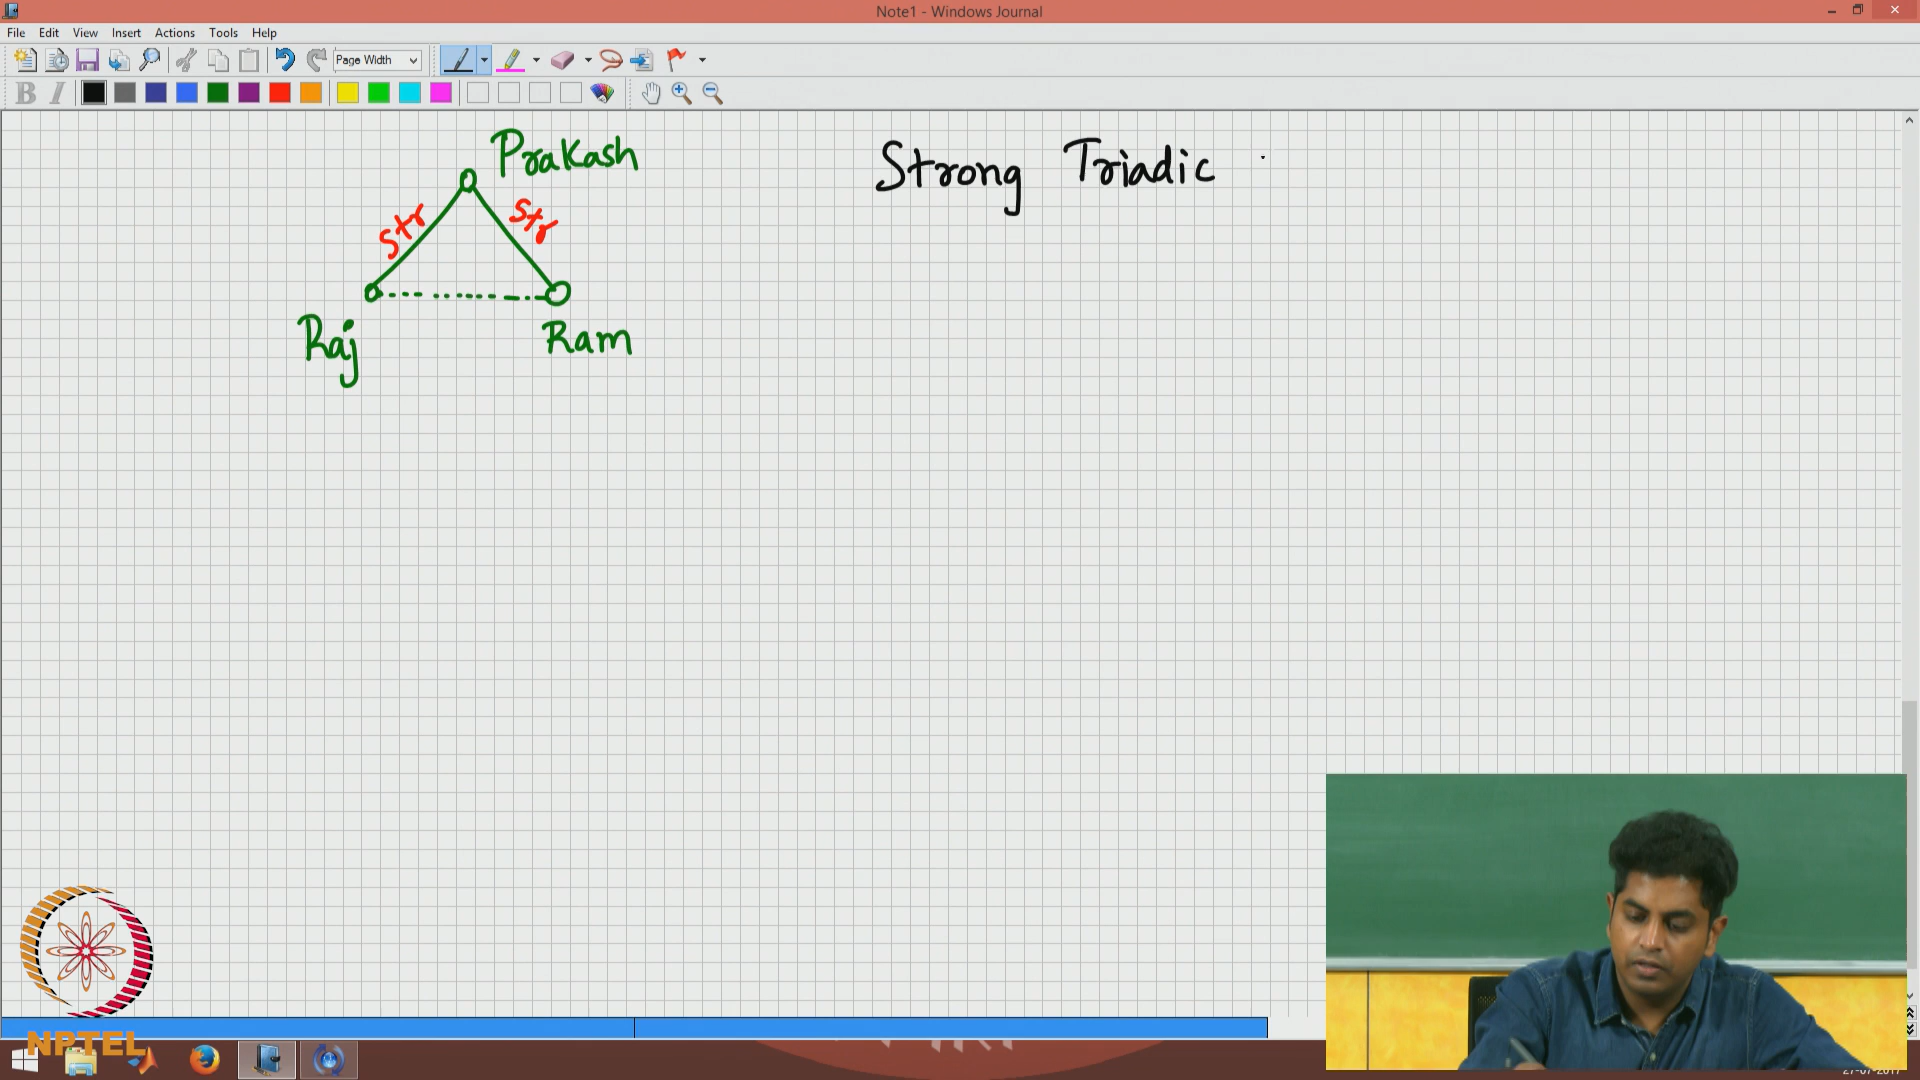 Note1 - Windows Journal
File Edit View Insert Actions Tools Help
Page Width
B I
Prakash
Strong Triadic
Str
Str
Raj
Ram
NPTEL